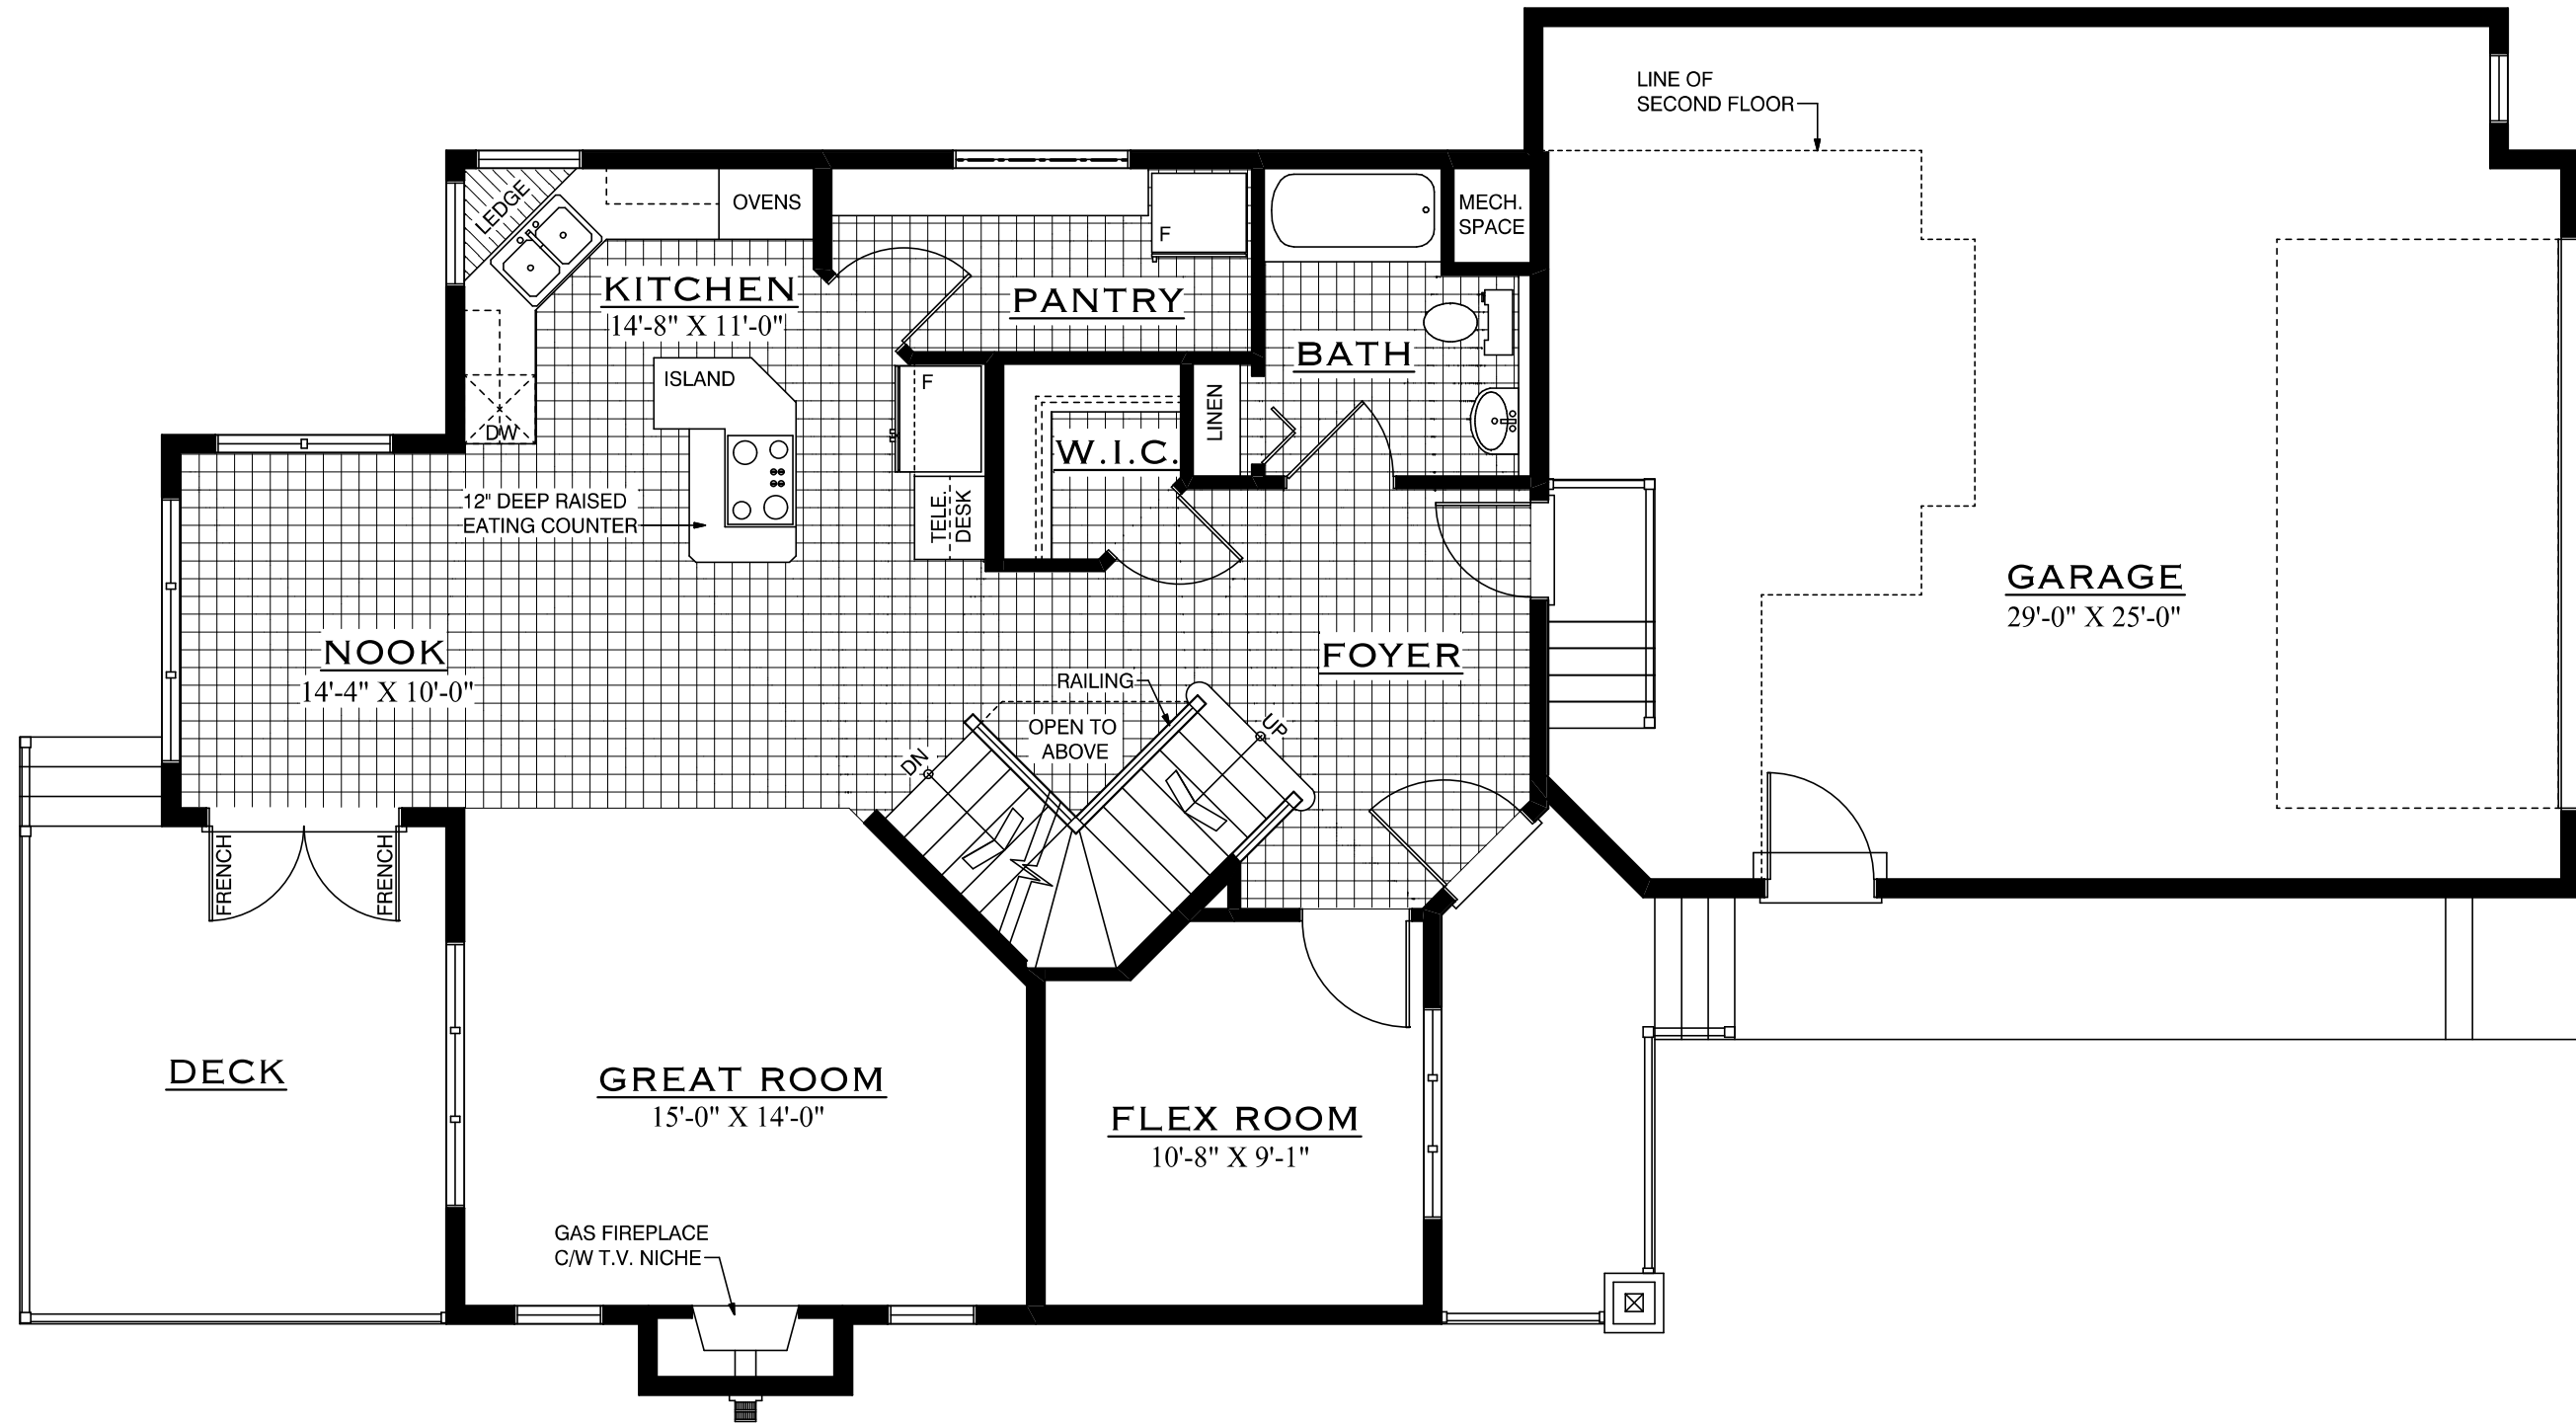 LINE OF
SECOND FLOOR
LEDGE
OVENS
MECH.
SPACE
F
KITCHEN
14'-8" X 11'-0"
PANTRY
BATH
ISLAND
F
LINEN
DW
W.I.C.
12" DEEP RAISED
EATING COUNTER
TELE.
DESK
GARAGE
29'-0" X 25'-0"
NOOK
14'-4" X 10'-0"
FOYER
RAILING
OPEN TO
ABOVE
UP
DN
FRENCH
FRENCH
DECK
GREAT ROOM
15'-0" X 14'-0"
FLEX ROOM
10'-8" X 9'-1"
GAS FIREPLACE
C/W T.V. NICHE